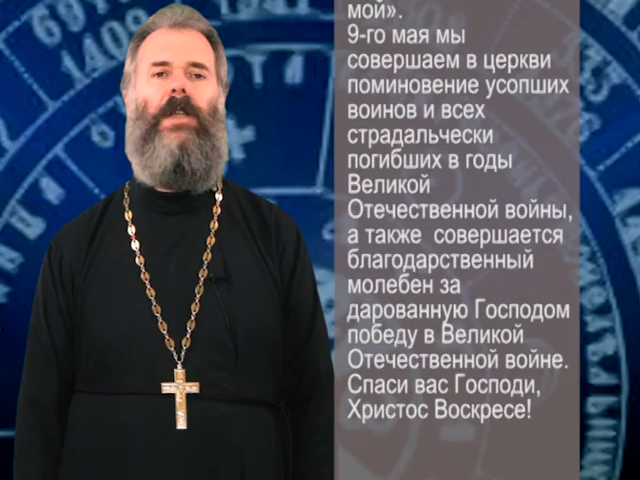 мой».
9-го мая мы
совершаем в церкви
поминовение усопших
воинов и всех
страдальчески
погибших в годы
Великой
Отечественной войны,
а также совершается
благодарственный
молебен за
дарованную Господом
победу в Великой
Отечественной войне.
Спаси вас Господи,
Христос Воскресе!